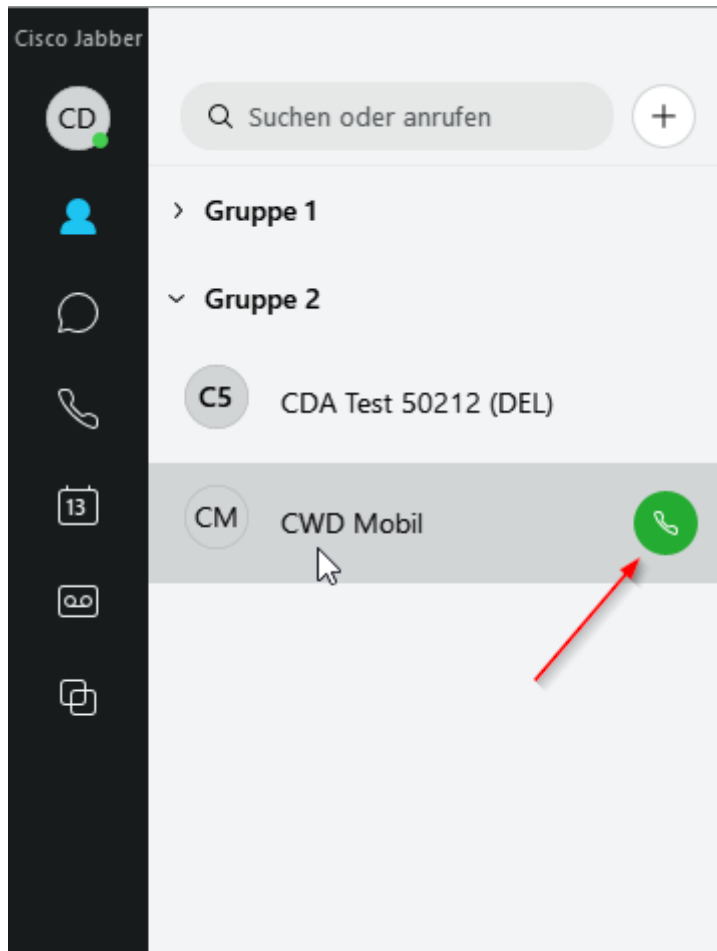 Cisco Jabber
CD
Suchen oder anrufen
Gruppe 1
Gruppe 2
C5
CDA Test 50212 (DEL)
13
CM
CWD Mobil